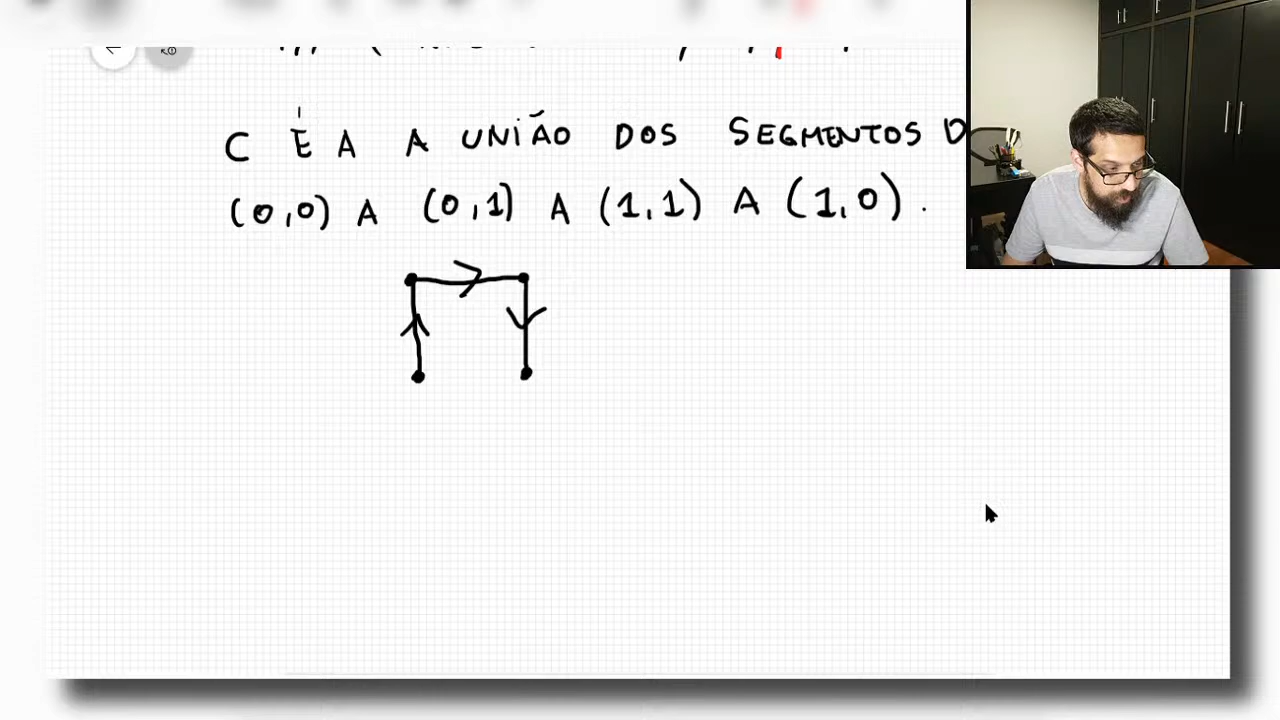 C É A A UNIÃO DOS SEGMENTOS
(0,0) A (0,1) A (1,1) A (1,0).